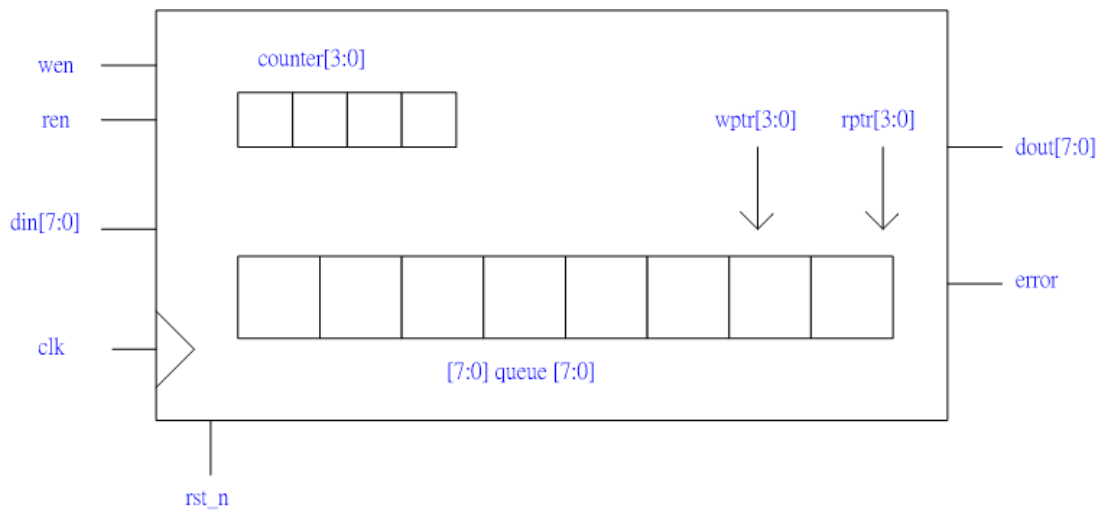 wen
counter[3:0]
ren
wptr[3:0]
rptr[3:0]
dout[7:0]
din[7:0]
error
clk
[7:0] queue [7:0]
rst_n